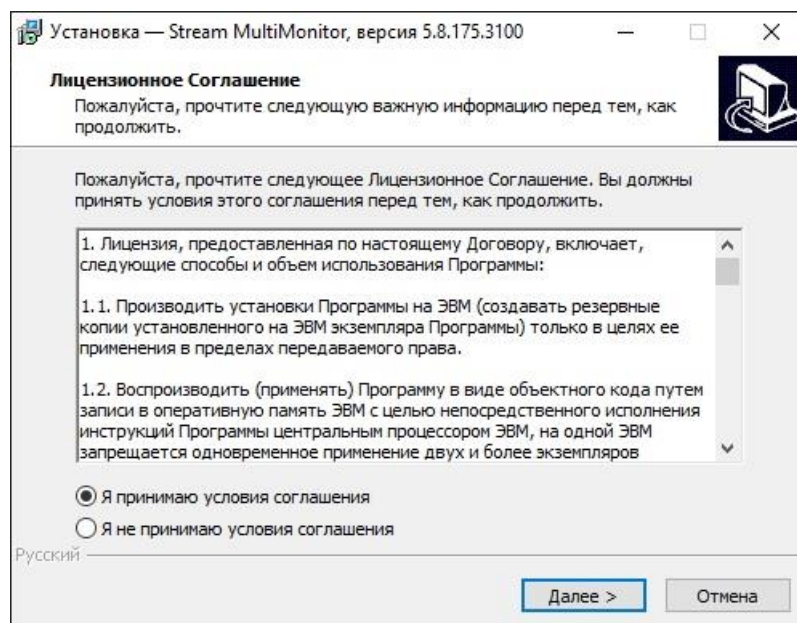 Установка — Stream MultiMonitor, версия 5.8.175.3100
Лицензионное Соглашение
Пожалуйста, прочтите следующую важную информацию перед тем, как
продолжить.
Пожалуйста, прочтите следующее Лицензионное Соглашение. Вы должны
принять условия этого соглашения перед тем, как продолжить.
1. Лицензия, предоставленная по настоящему Договору, включает,
следующие способы и объем использования Программы:
1.1. Производить установки Программы на ЭВМ (создавать резервные
копии установленного на ЭВМ экземпляра Программы) только в целях ее
применения в пределах передаваемого права.
1.2. Воспроизводить (применять) Программу в виде объектного кода путем
записи в оперативную память ЭВМ с целью непосредственного исполнения
инструкций Программы центральным процессором ЭВМ, на одной ЭВМ
запрещается одновременное применение двух и более экземпляров
Я принимаю условия соглашения
Я не принимаю условия соглашения
Русский
Далее >
Отмена